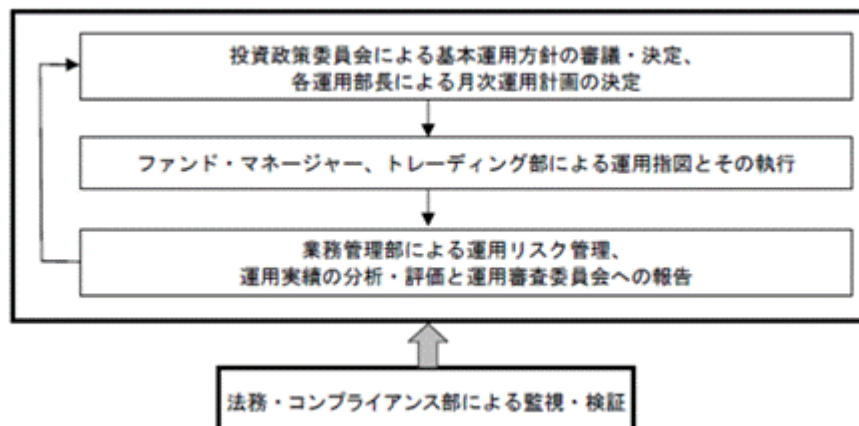 投資政策委員会による基本運用方針の審議・決定、
各運用部長による月次運用計画の決定
ファンド・マネージャー、トレーディング部による運用指図とその執行
業務管理部による運用リスク管理、
運用実績の分析・評価と運用審査委員会への報告
法務・コンプライアンス部による監視・検証